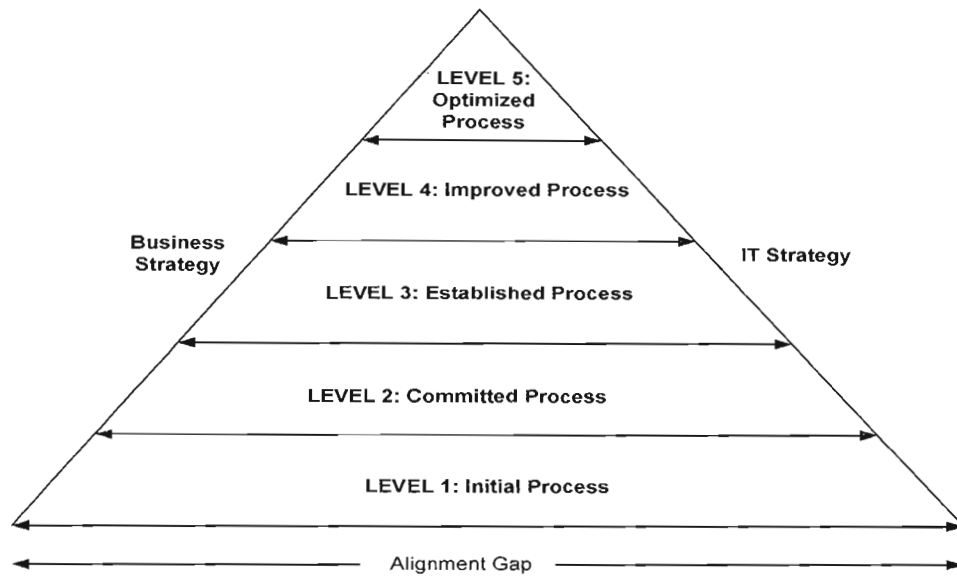 LEVEL 5:
Optimized
Process
LEVEL 4: Improved Process
Business
Strategy
IT Strategy
LEVEL 3: Established Process
LEVEL 2: Committed Process
LEVEL 1: Initial Process
Alignment Gap